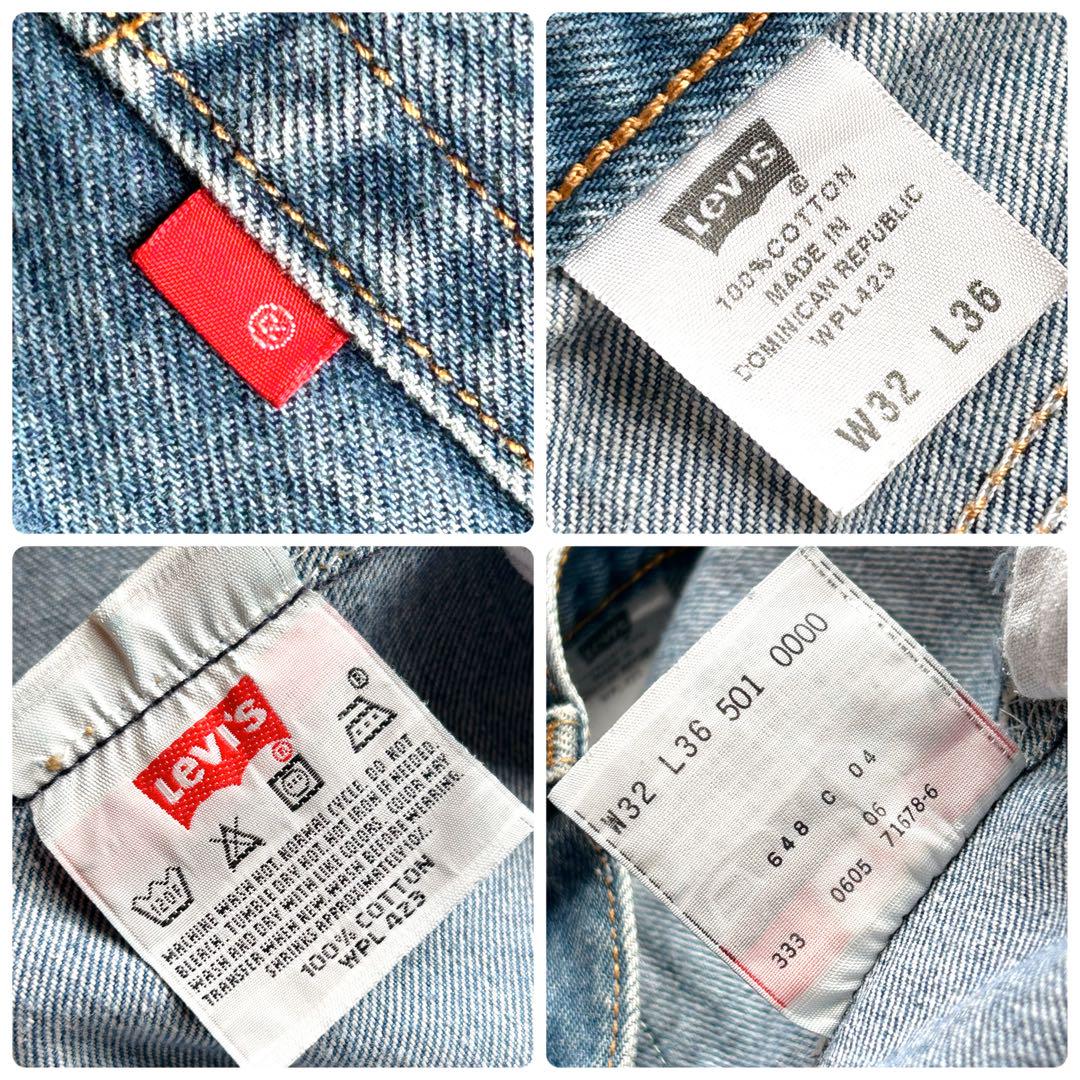 ®
Levi's®
100%COTTON
MADE IN
DOMINICAN REPUBLIC
WPL423
W32 L36
Levi's®
®
MACHINE WASH HOT NORMAL CYCLE. DO NOT
BLEACH. TUMBLE DRY HOT. HOT IRON IF NEEDED.
WASH AND DRY WITH LIKE COLORS. COLOR MAY
TRANSFER WHEN NEW. WASH BEFORE WEARING.
SHRINKS APPROXIMATELY 10%.
100% COTTON
WPL 423
W32 L36 501 0000
648 C 04
06
333 0605 71678-6